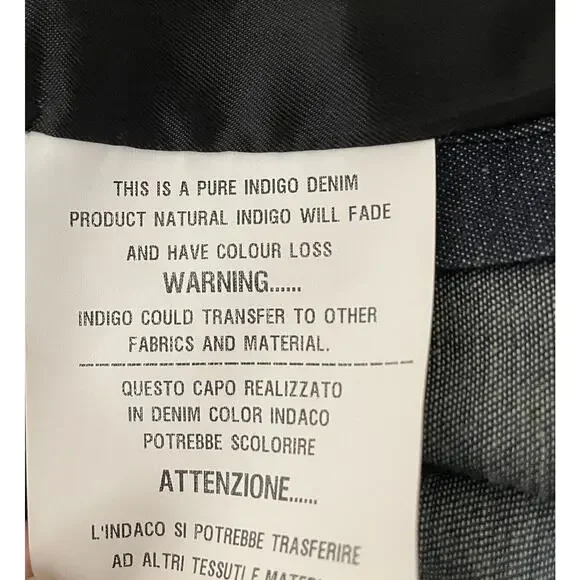 THIS IS A PURE INDIGO DENIM
PRODUCT NATURAL INDIGO WILL FADE
AND HAVE COLOUR LOSS
WARNING......
INDIGO COULD TRANSFER TO OTHER
FABRICS AND MATERIAL.
QUESTO CAPO REALIZZATO
IN DENIM COLOR INDACO
POTREBBE SCOLORIRE
ATTENZIONE......
L'INDACO SI POTREBBE TRASFERIRE
AD ALTRI TESSUTI E